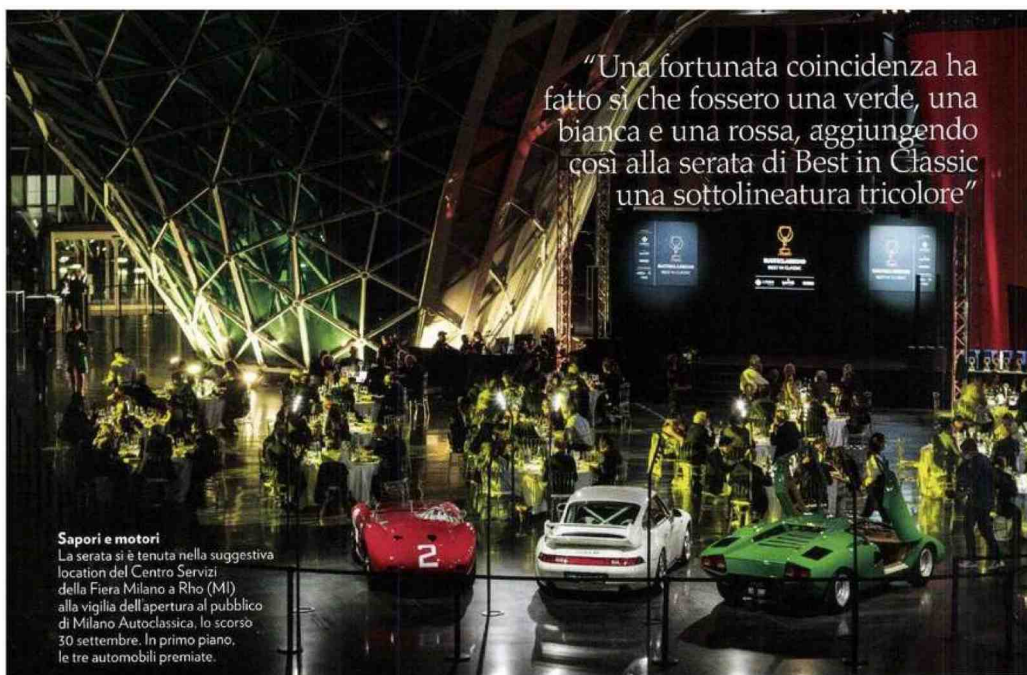 “Una fortunata coincidenza ha
fatto sì che fossero una verde, una
bianca e una rossa, aggiungendo
così alla serata di Best in Classic
una sottolineatura tricolore”
RUOTECLASSICHE
BEST IN CLASSIC
Sapori e motori
La serata si è tenuta nella suggestiva
location del Centro Servizi
della Fiera Milano a Rho (MI)
alla vigilia dell'apertura al pubblico
di Milano Autoclassica, lo scorso
30 settembre. In primo piano,
le tre automobili premiate.
2